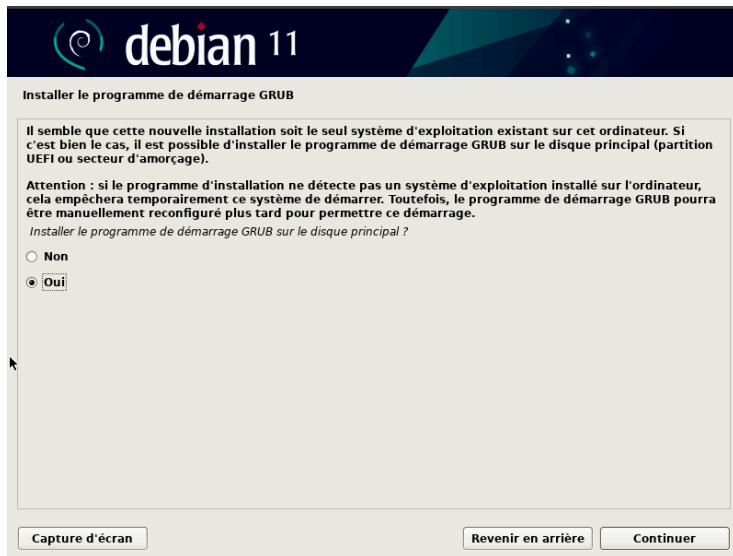 debian 11
Installer le programme de démarrage GRUB
Il semble que cette nouvelle installation soit le seul système d'exploitation existant sur cet ordinateur. Si
c'est bien le cas, il est possible d'installer le programme de démarrage GRUB sur le disque principal (partition
UEFI ou secteur d'amorçage).
Attention : si le programme d'installation ne détecte pas un système d'exploitation installé sur l'ordinateur,
cela empêchera temporairement ce système de démarrer. Toutefois, le programme de démarrage GRUB pourra
être manuellement reconfiguré plus tard pour permettre ce démarrage.
Installer le programme de démarrage GRUB sur le disque principal ?
Non
Oui
Capture d'écran
Revenir en arrière
Continuer